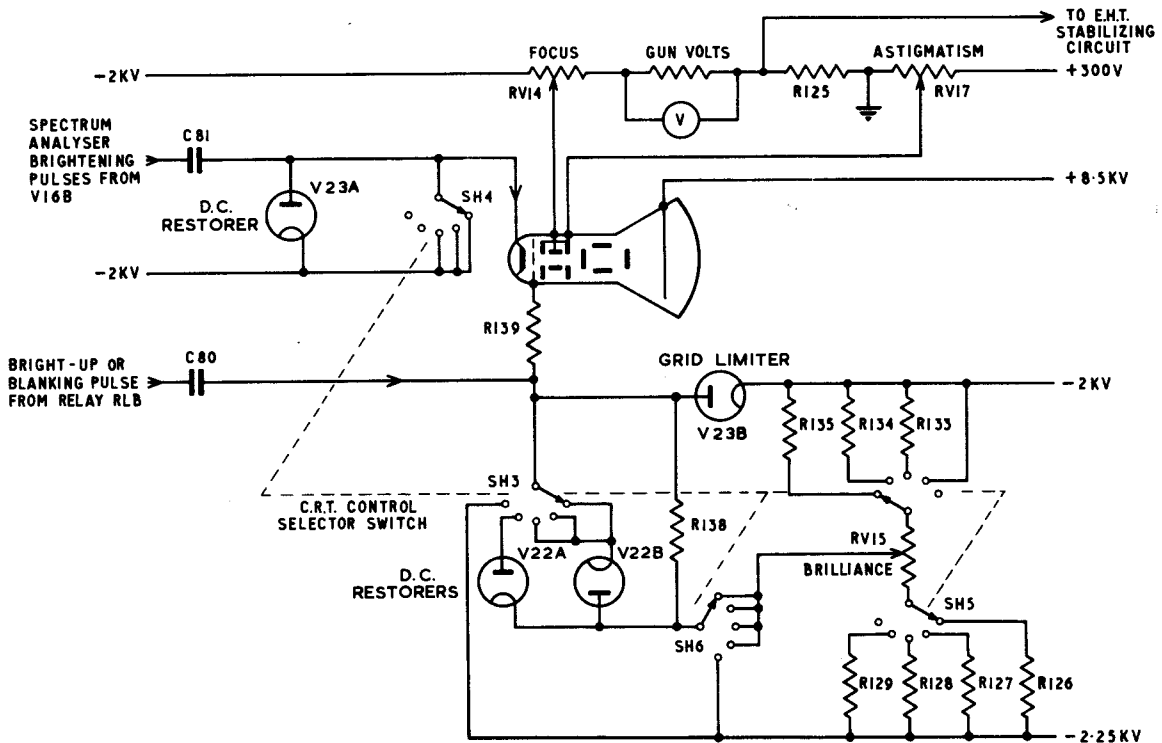 TO E.H.T.
STABILIZING
CIRCUIT
FOCUS
GUN VOLTS
ASTIGMATISM
-2KV
+300V
RV14
R125
RV17
V
SPECTRUM
ANALYSER
BRIGHTENING
PULSES FROM
V16B
C81
V23A
D.C.
RESTORER
SH4
+8·5KV
-2KV
R139
BRIGHT-UP OR
BLANKING PULSE
FROM RELAY RLB
C80
GRID LIMITER
-2KV
V23B
R135
R134
R133
SH3
C.R.T. CONTROL
SELECTOR SWITCH
R138
V22A
V22B
RV15
BRILLIANCE
D.C.
RESTORERS
SH5
SH6
R129
R128
R127
R126
-2·25KV